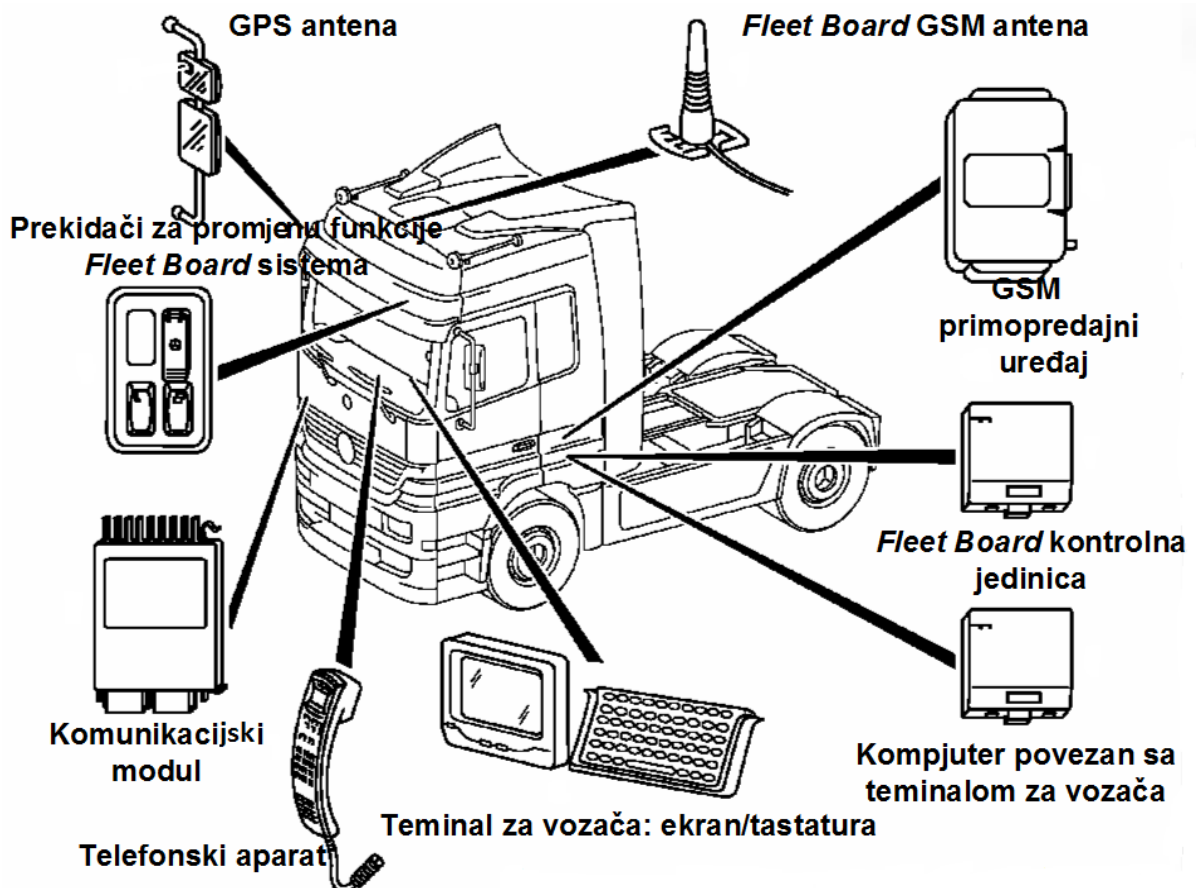 GPS antena
Fleet Board GSM antena
Prekidači za promjenu funkcije
Fleet Board sistema
GSM
primopredajni
uređaj
Fleet Board kontrolna
jedinica
Komunikacijski
modul
Kompjuter povezan sa
teminalom za vozača
Teminal za vozača: ekran/tastatura
Telefonski aparat